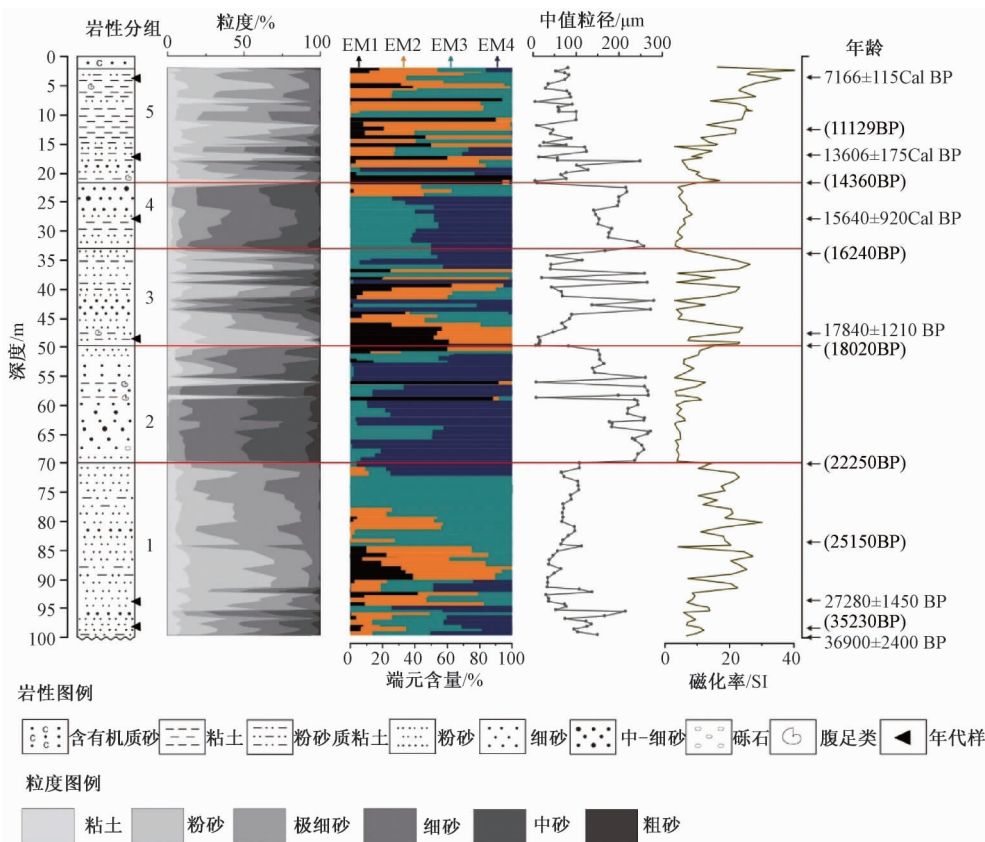 岩性分组
粒度/%
0 50 100
EM1 EM2 EM3 EM4
中值粒径/μm
0 100 200 300
年龄
深度/m
0
5
10
15
20
25
30
35
40
45
50
55
60
65
70
75
80
85
90
95
100
c
5
4
3
2
1
7166±115Cal BP
(11129BP)
13606±175Cal BP
(14360BP)
15640±920Cal BP
(16240BP)
17840±1210 BP
(18020BP)
(22250BP)
(25150BP)
27280±1450 BP
(35230BP)
36900±2400 BP
0 20 40 60 80 100
端元含量/%
0 20 40
磁化率/SI
岩性图例
c c c c 含有机质砂 粘土 粉砂质粘土 粉砂 细砂 中-细砂 砾石 腹足类 年代样
粒度图例
粘土 粉砂 极细砂 细砂 中砂 粗砂